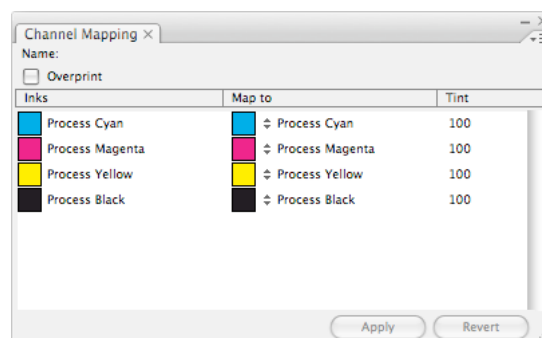 Channel Mapping
Name:
Overprint
Inks Map to Tint
Process Cyan Process Cyan 100
Process Magenta Process Magenta 100
Process Yellow Process Yellow 100
Process Black Process Black 100
Apply Revert